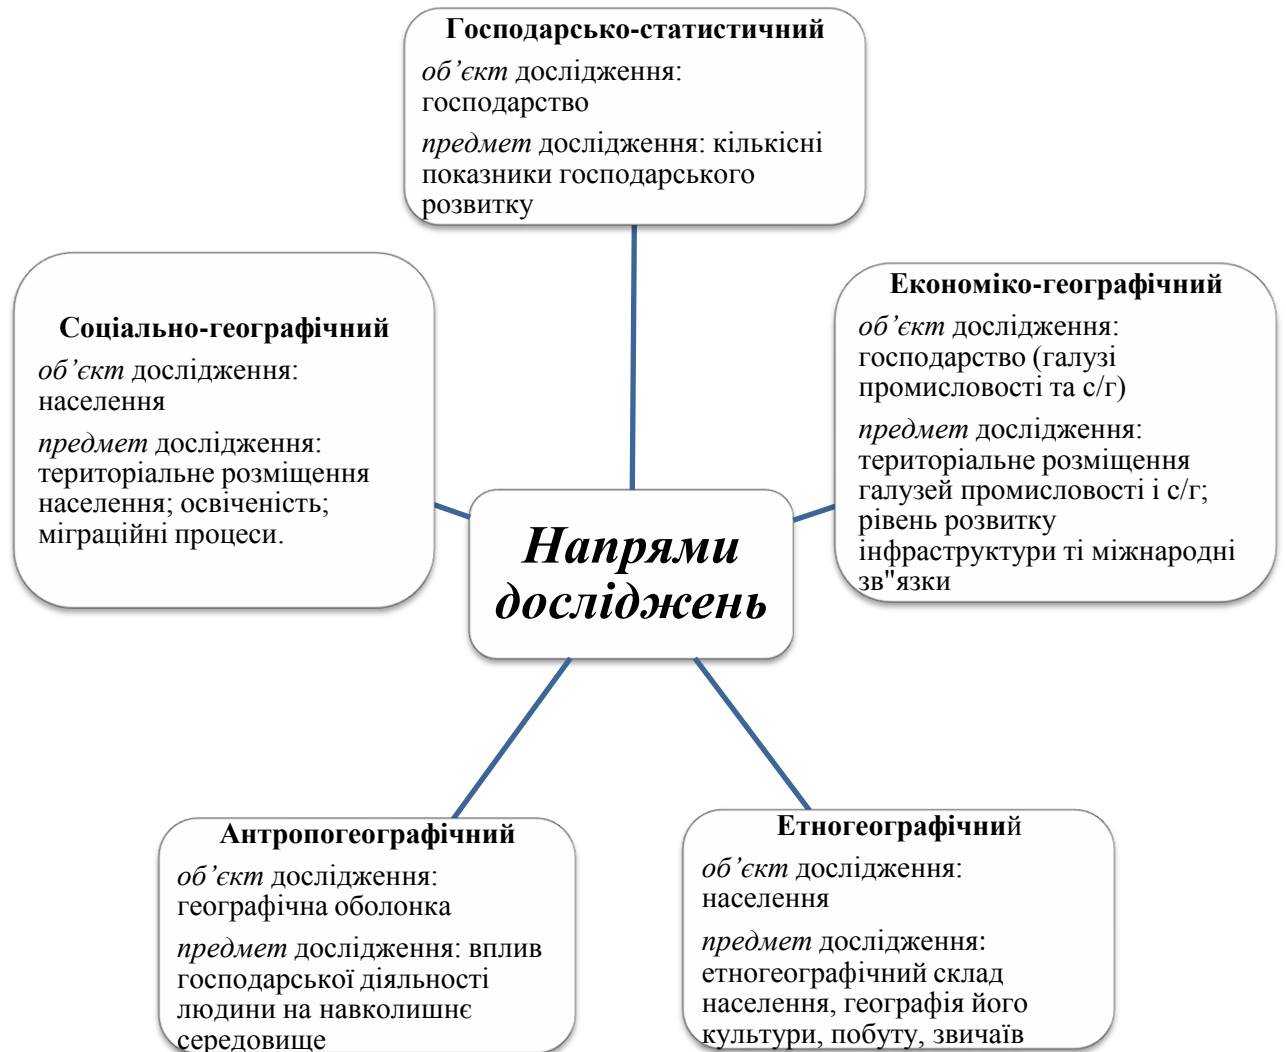 Господарсько-статистичний
об’єкт дослідження:
господарство
предмет дослідження: кількісні
показники господарського
розвитку
Соціально-географічний
об’єкт дослідження:
населення
предмет дослідження:
територіальне розміщення
населення; освіченість;
міграційні процеси.
Економіко-географічний
об’єкт дослідження:
господарство (галузі
промисловості та с/г)
предмет дослідження:
територіальне розміщення
галузей промисловості і с/г;
рівень розвитку
інфраструктури ті міжнародні
зв"язки
Напрями
досліджень
Антропогеографічний
об’єкт дослідження:
географічна оболонка
предмет дослідження: вплив
господарської діяльності
людини на навколишнє
середовище
Етногеографічний
об’єкт дослідження:
населення
предмет дослідження:
етногеографічний склад
населення, географія його
культури, побуту, звичаїв